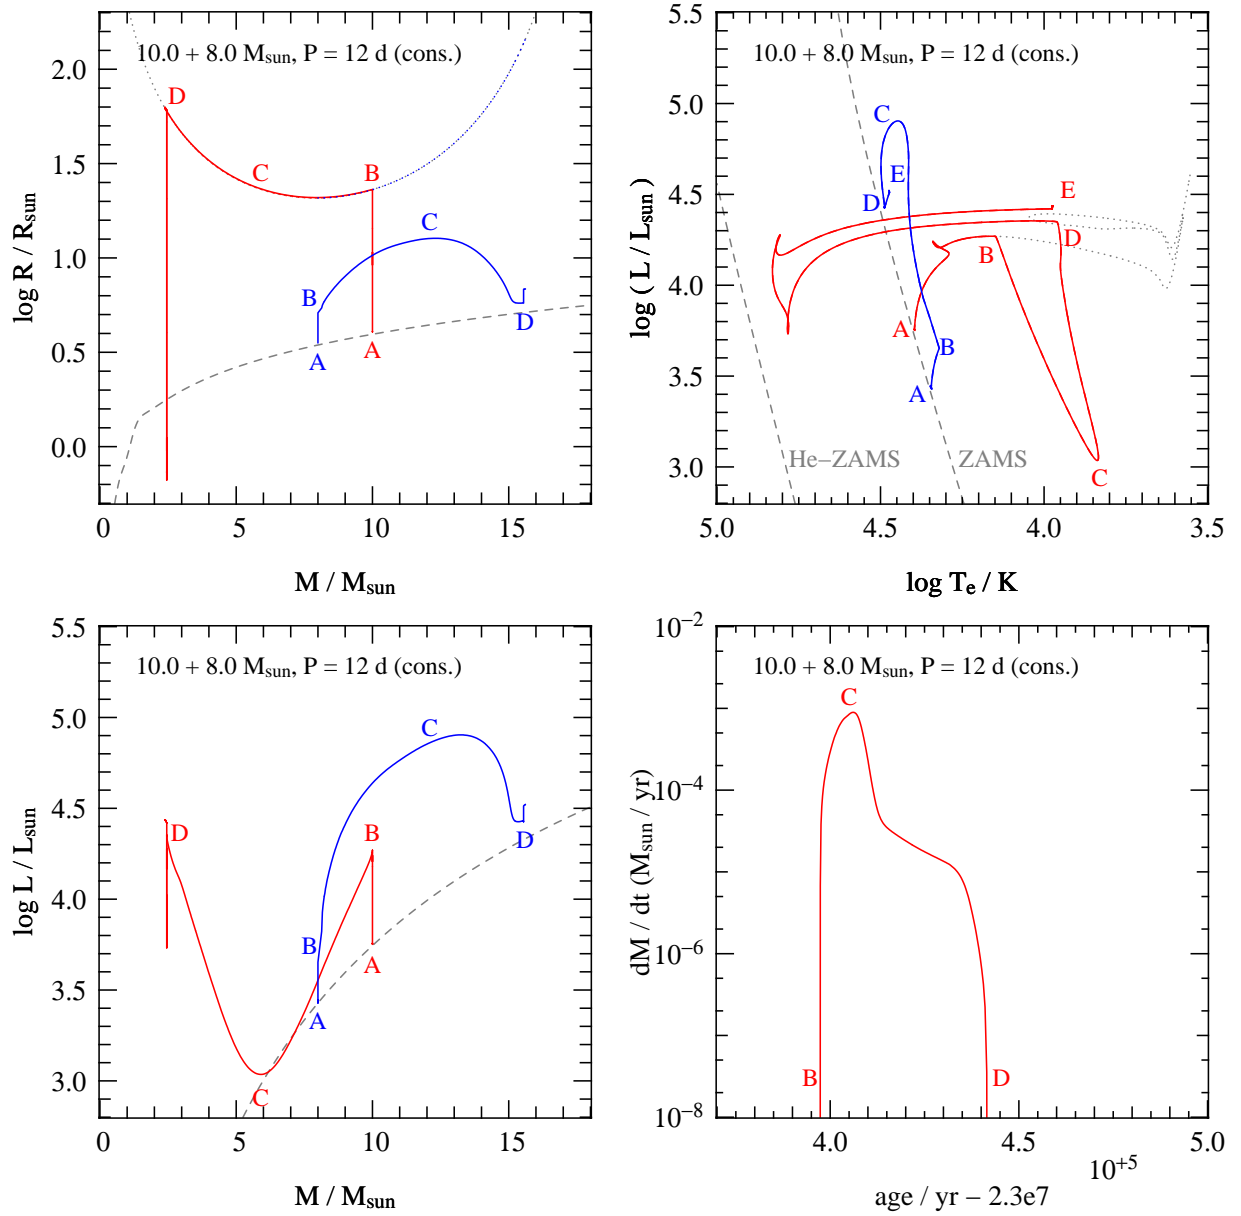 10.0 + 8.0 Msun, P = 12 d (cons.)
log R / Rsun
2.0
1.5
1.0
0.5
0.0
D
C
B
C
B
A
A
D
0
5
10
15
M / Msun
10.0 + 8.0 Msun, P = 12 d (cons.)
log ( L / Lsun )
5.5
5.0
4.5
4.0
3.5
3.0
C
E
D
E
D
B
A
B
A
C
He−ZAMS
ZAMS
5.0
4.5
4.0
3.5
log Te / K
10.0 + 8.0 Msun, P = 12 d (cons.)
log L / Lsun
5.5
5.0
4.5
4.0
3.5
3.0
C
D
B
D
B
A
A
C
0
5
10
15
M / Msun
10.0 + 8.0 Msun, P = 12 d (cons.)
dM / dt (Msun / yr)
10−2
10−4
10−6
10−8
C
B
D
4.0
4.5
5.0
10+5
age / yr − 2.3e7